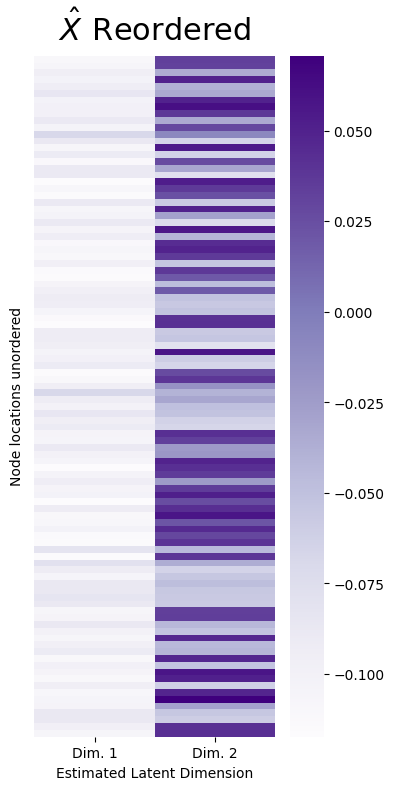 X̂ Reordered
Node locations unordered
0.050
0.025
0.000
−0.025
−0.050
−0.075
−0.100
Dim. 1 Dim. 2
Estimated Latent Dimension